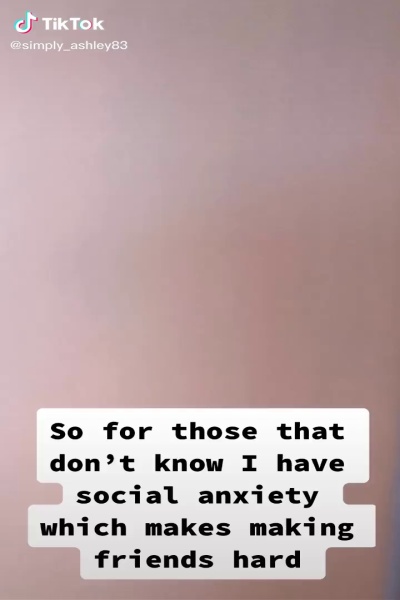 TikTok
@simply_ashley83
So for those that
don't know I have
social anxiety
which makes making
friends hard